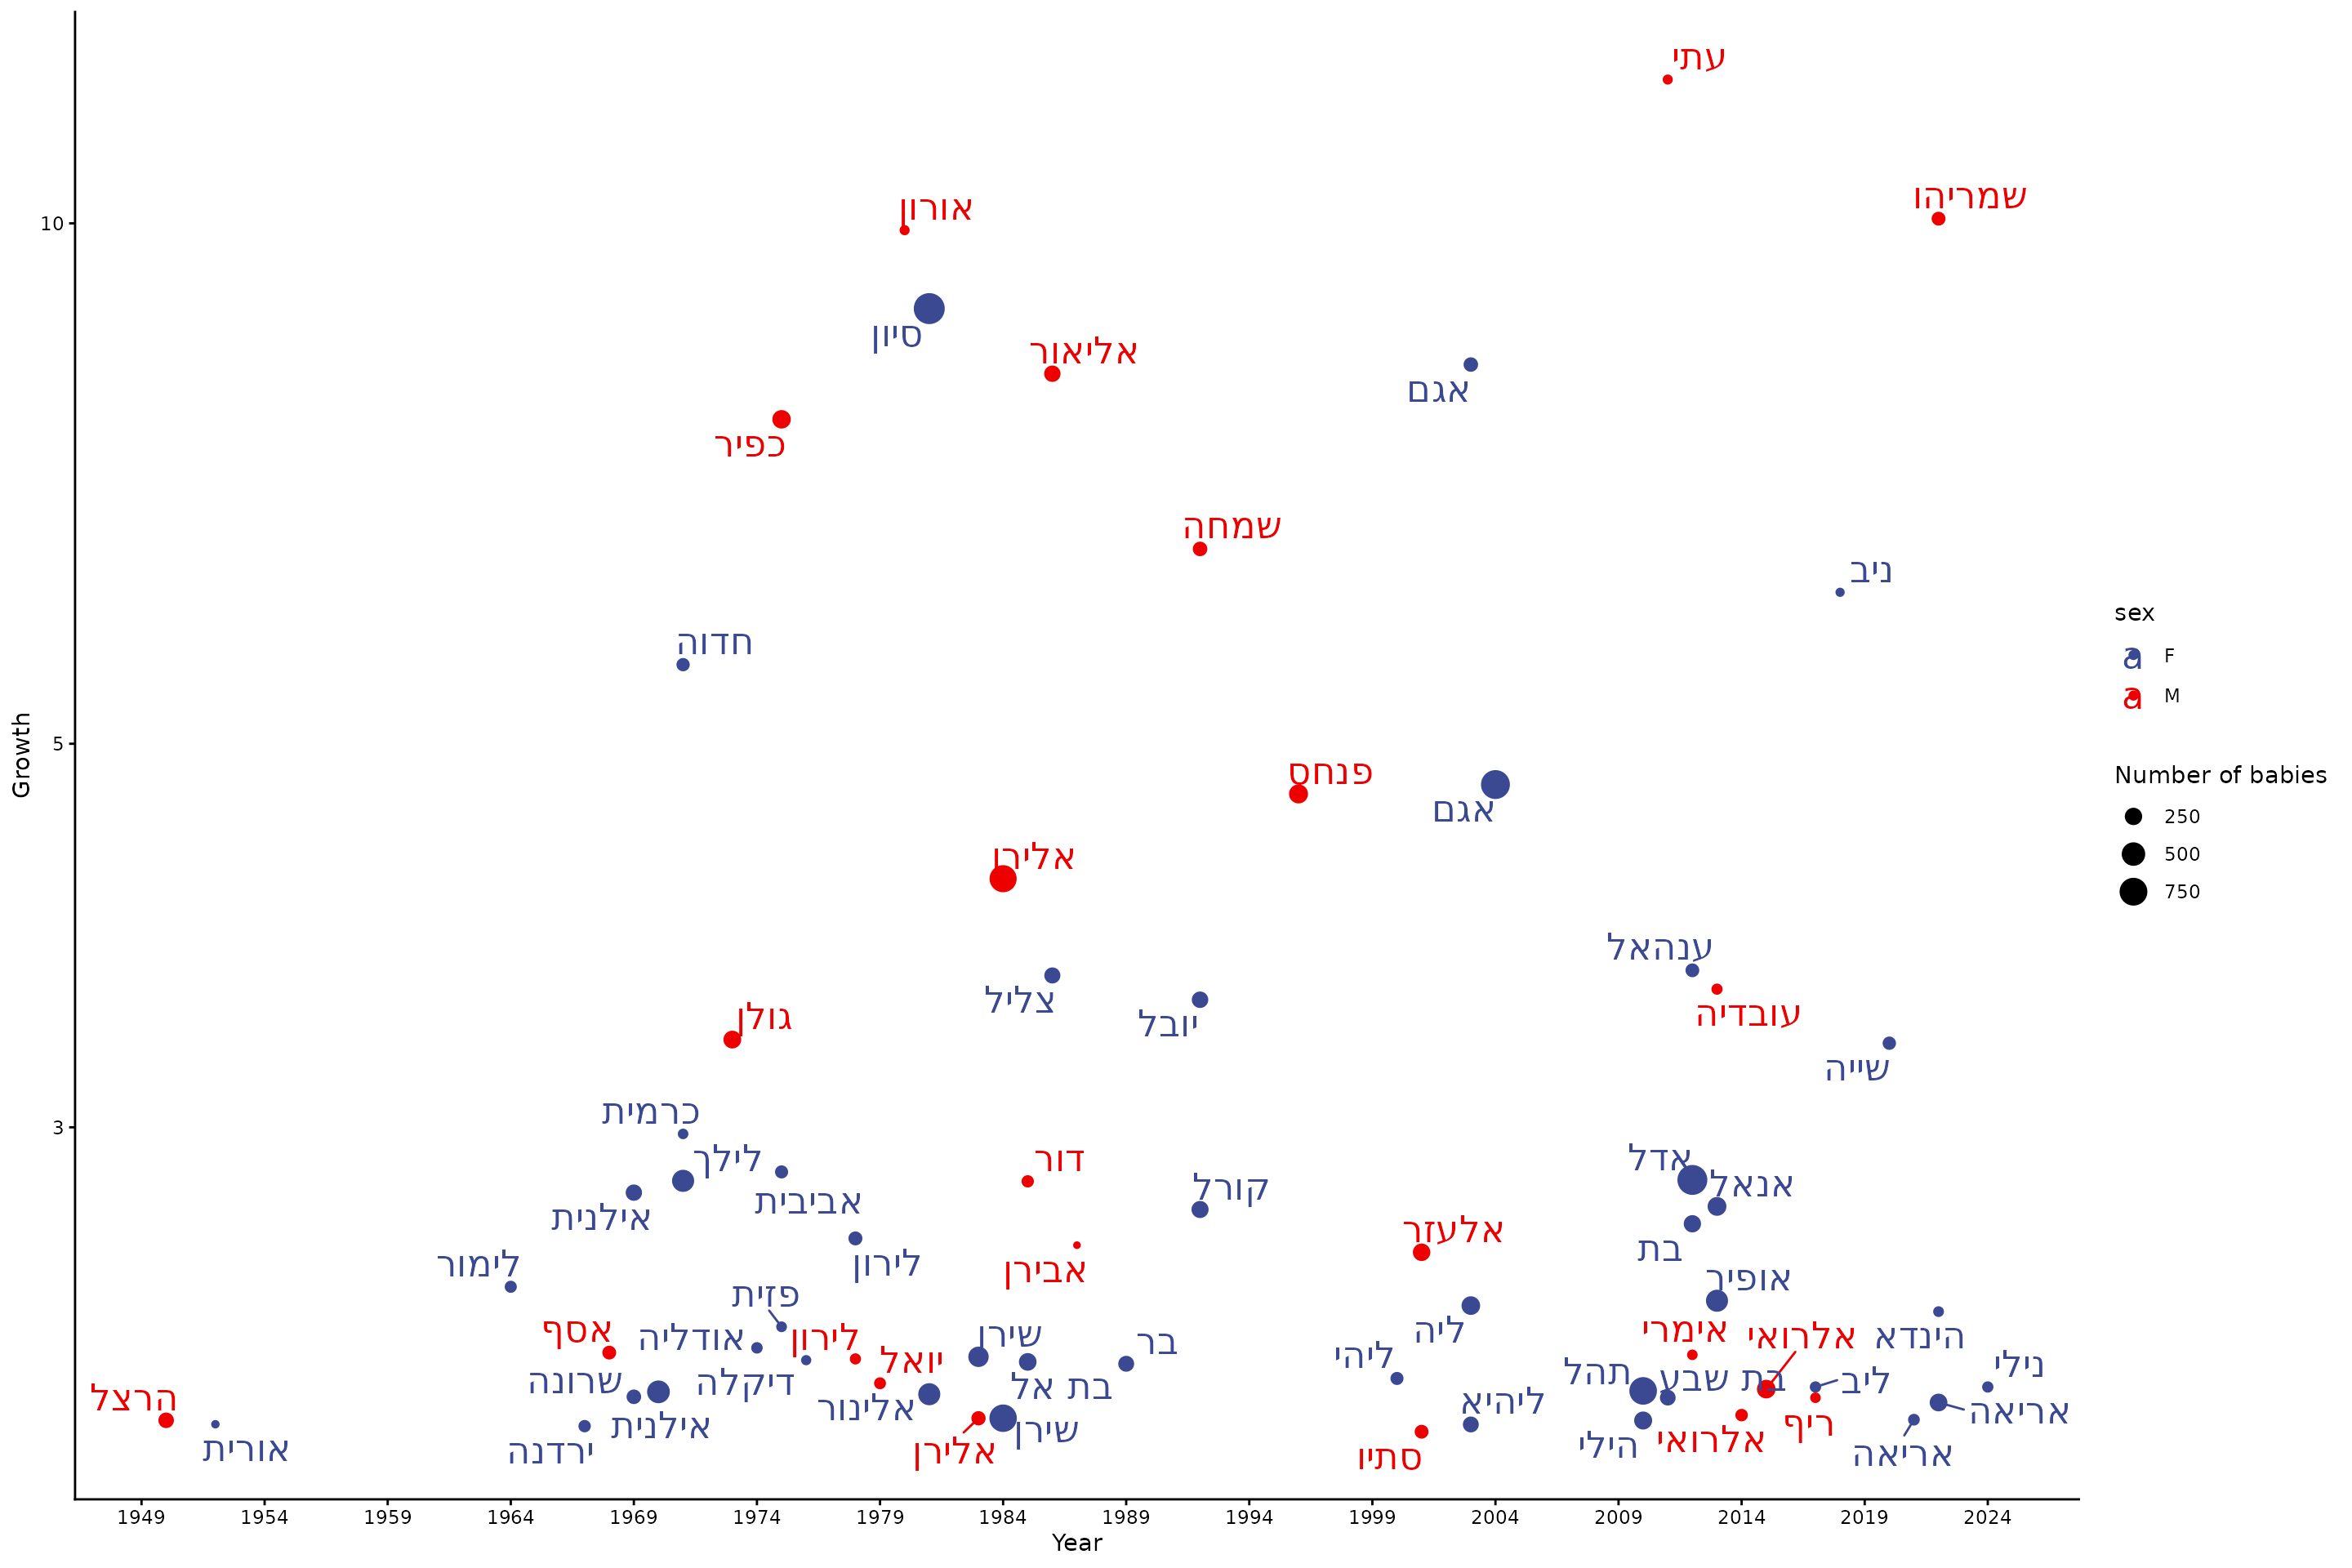 עתי
שמריהו
10
אורון
סיון
אליאור
אגם
כפיר
שמחה
ניב
חדוה
sex
a F
a M
5
Growth
פנחס
אגם
Number of babies
250
500
750
אלירן
ענהאל
צליל
יובל
עובדיה
גולן
שייה
3
כרמית
לילך
דור
אדל
אנאל
אביבית
קורל
אילנית
אלעזר
בת
לירון
לימור
אבירן
אופיר
פזית
אסף
אודליה
לירון
שירן
בר
ליה
אימרי
אלרואי
הינדא
יואל
ליהי
נילי
שרונה
דיקלה
בת אל
תהל
בת שבע
ליב
הרצל
אלינור
ליהיא
אריאה
אילנית
שירן
ריף
אורית
ירדנה
אלירן
סתיו
הילי
אלרואי
אריאה
1949 1954 1959 1964 1969 1974 1979 1984 1989 1994 1999 2004 2009 2014 2019 2024
Year